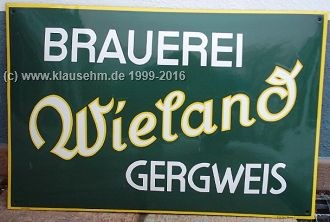 BRAUEREI
(c) www.klausehm.de 1999-2016
Wieland
GERGWEIS